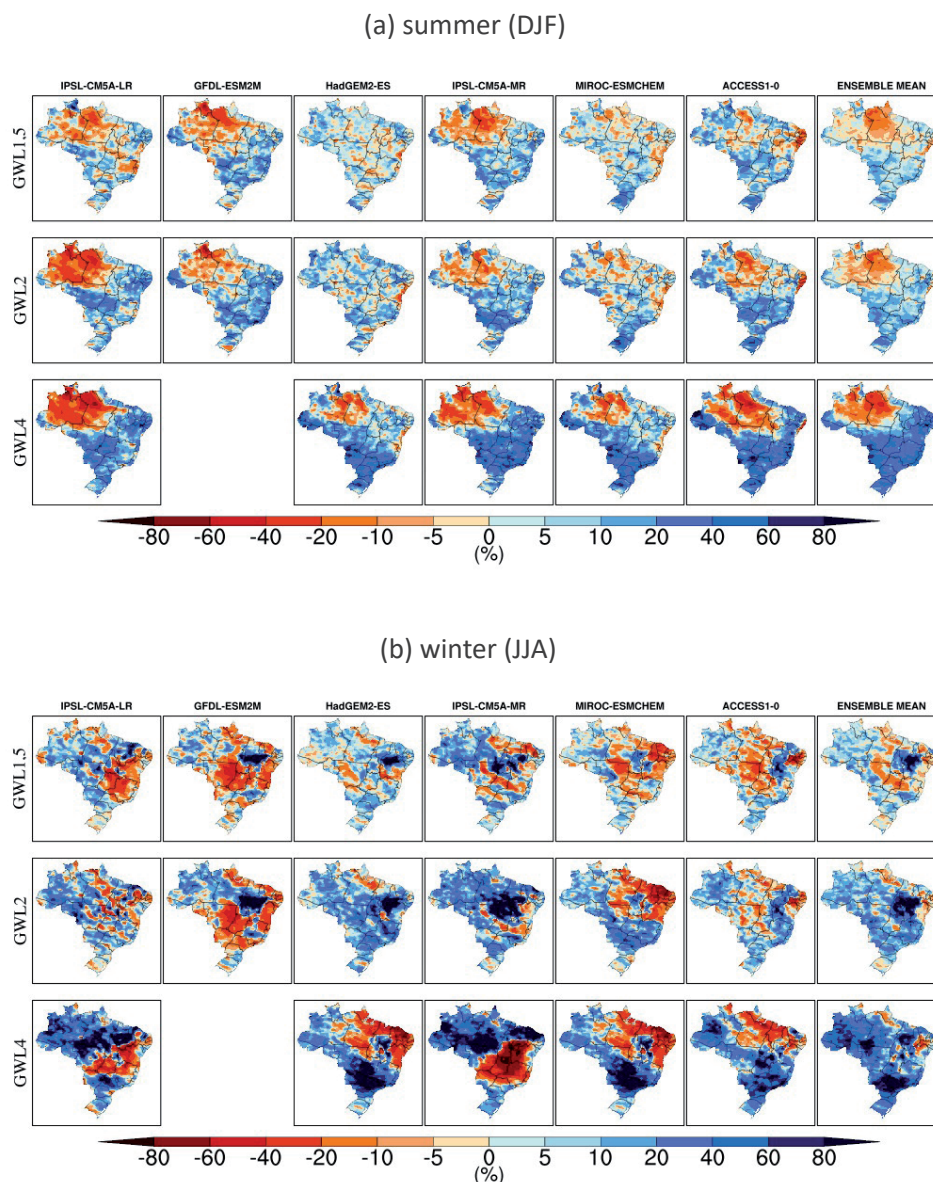 (a) summer (DJF)
IPSL-CM5A-LR GFDL-ESM2M HadGEM2-ES IPSL-CM5A-MR MIROC-ESMCHEM ACCESS1-0 ENSEMBLE MEAN
GWL1.5
GWL2
GWL4
-80 -60 -40 -20 -10 -5 0 5 10 20 40 60 80
(%)
(b) winter (JJA)
IPSL-CM5A-LR GFDL-ESM2M HadGEM2-ES IPSL-CM5A-MR MIROC-ESMCHEM ACCESS1-0 ENSEMBLE MEAN
GWL1.5
GWL2
GWL4
-80 -60 -40 -20 -10 -5 0 5 10 20 40 60 80
(%)